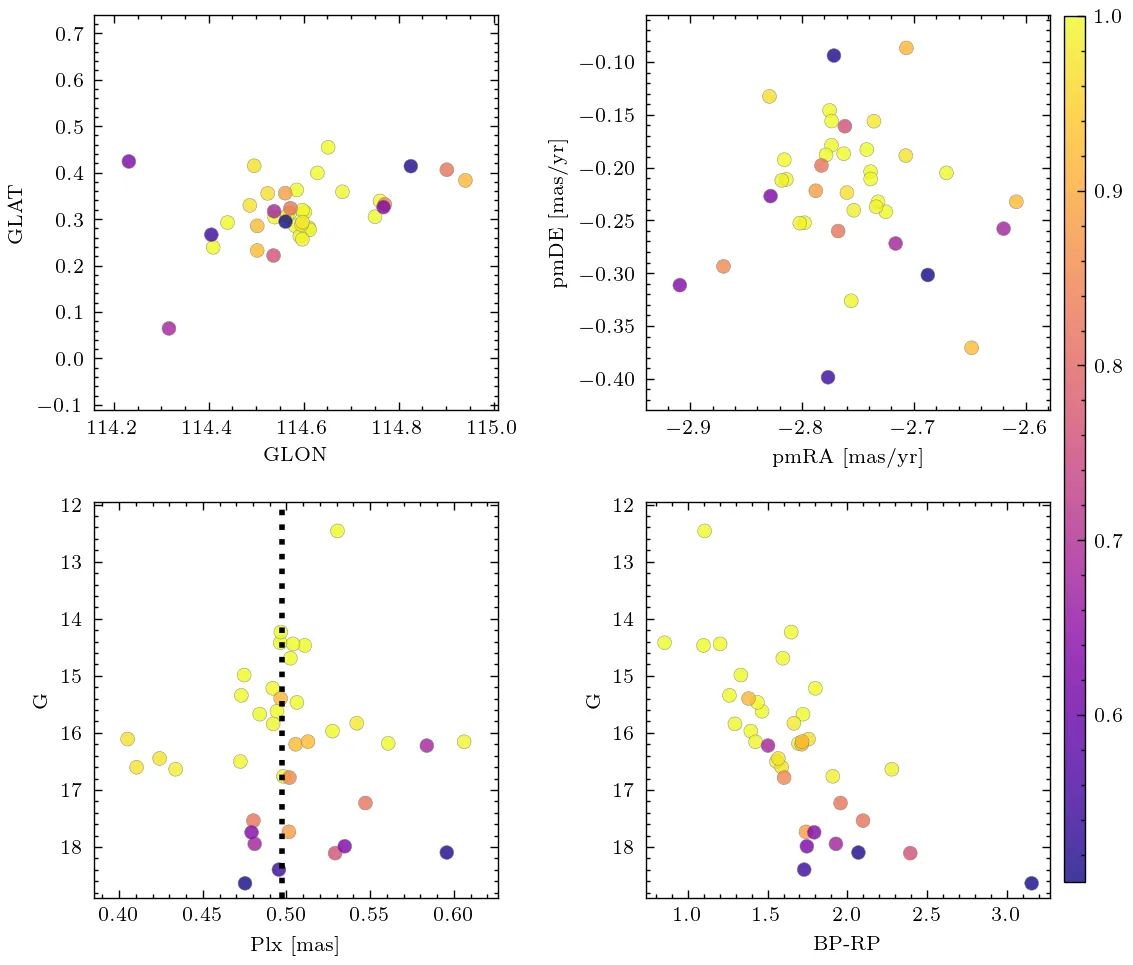 0.7
0.6
0.5
0.4
0.3
0.2
0.1
0.0
−0.1
GLAT
114.2 114.4 114.6 114.8 115.0
GLON
−0.10
−0.15
−0.20
−0.25
−0.30
−0.35
−0.40
pmDE [mas/yr]
−2.9 −2.8 −2.7 −2.6
pmRA [mas/yr]
1.0
0.9
0.8
0.7
0.6
12
13
14
15
16
17
18
G
0.40 0.45 0.50 0.55 0.60
Plx [mas]
12
13
14
15
16
17
18
G
1.0 1.5 2.0 2.5 3.0
BP-RP